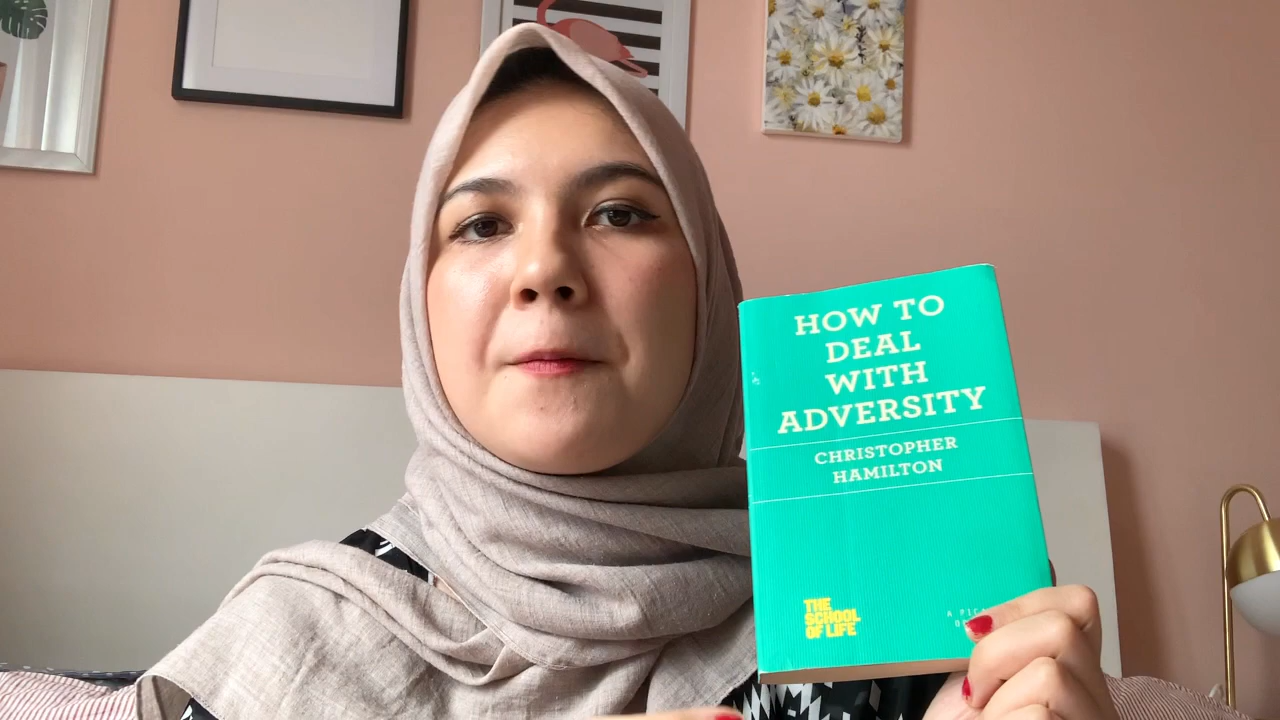 HOW TO
DEAL
WITH
ADVERSITY
CHRISTOPHER
HAMILTON
THE
SCHOOL
OF LIFE
A